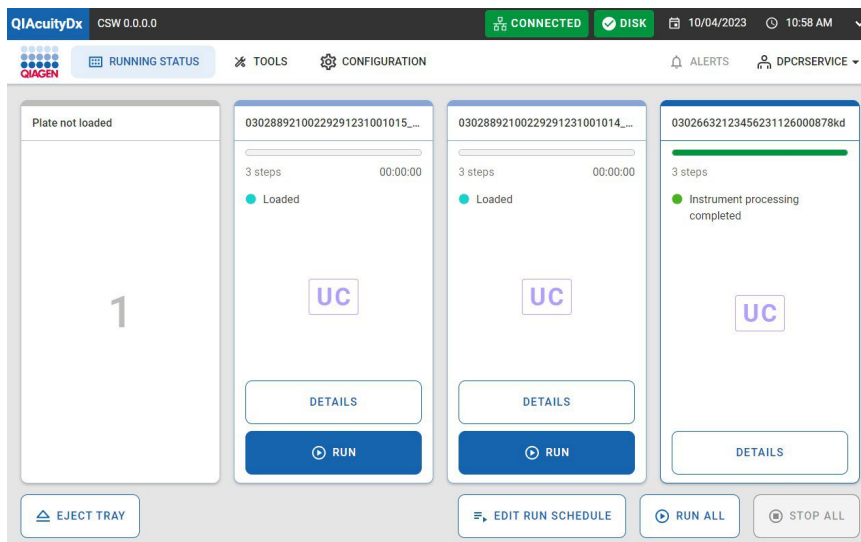 QIAcuityDx CSW 0.0.0.0 CONNECTED DISK 10/04/2023 10:58 AM
QIAGEN RUNNING STATUS TOOLS CONFIGURATION ALERTS DPCRSERVICE
Plate not loaded
1
03028892100229291231001015_...
3 steps 00:00:00
Loaded
UC
DETAILS
RUN
03028892100229291231001014_...
3 steps 00:00:00
Loaded
UC
DETAILS
RUN
03026632123456231126000878kd
3 steps
Instrument processing
completed
UC
DETAILS
EJECT TRAY EDIT RUN SCHEDULE RUN ALL STOP ALL